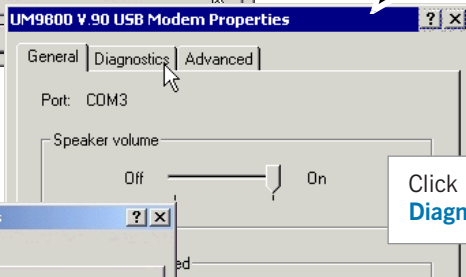 UM9800 V.90 USB Modem Properties
General Diagnostics Advanced
Port: COM3
Speaker volume
Off On
Click